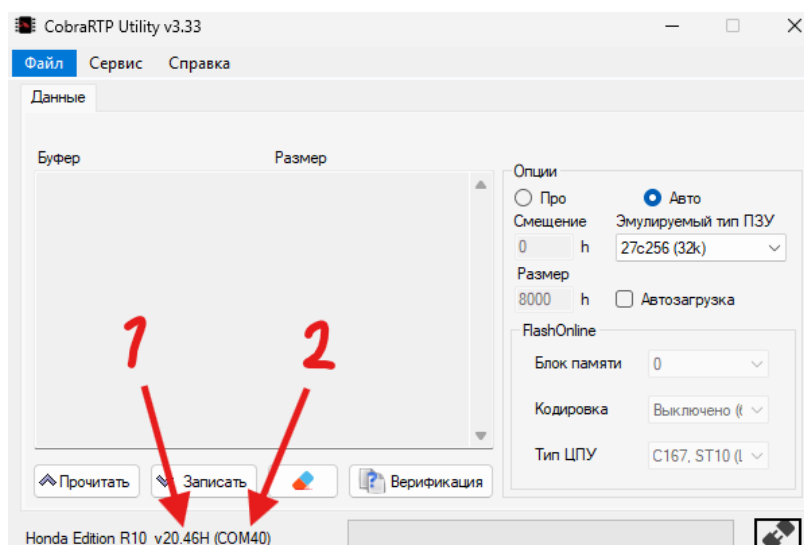 CobraRTP Utility v3.33
Файл Сервис Справка
Данные
Буфер Размер
Опции
Про Авто
Смещение Эмулируемый тип ПЗУ
0 h 27c256 (32k)
Размер
8000 h Автозагрузка
FlashOnline
Блок памяти 0
Кодировка Выключено (
Тип ЦПУ C167, ST10 (
1 2
Прочитать Записать Верификация
Honda Edition R10 v20.46H (COM40)